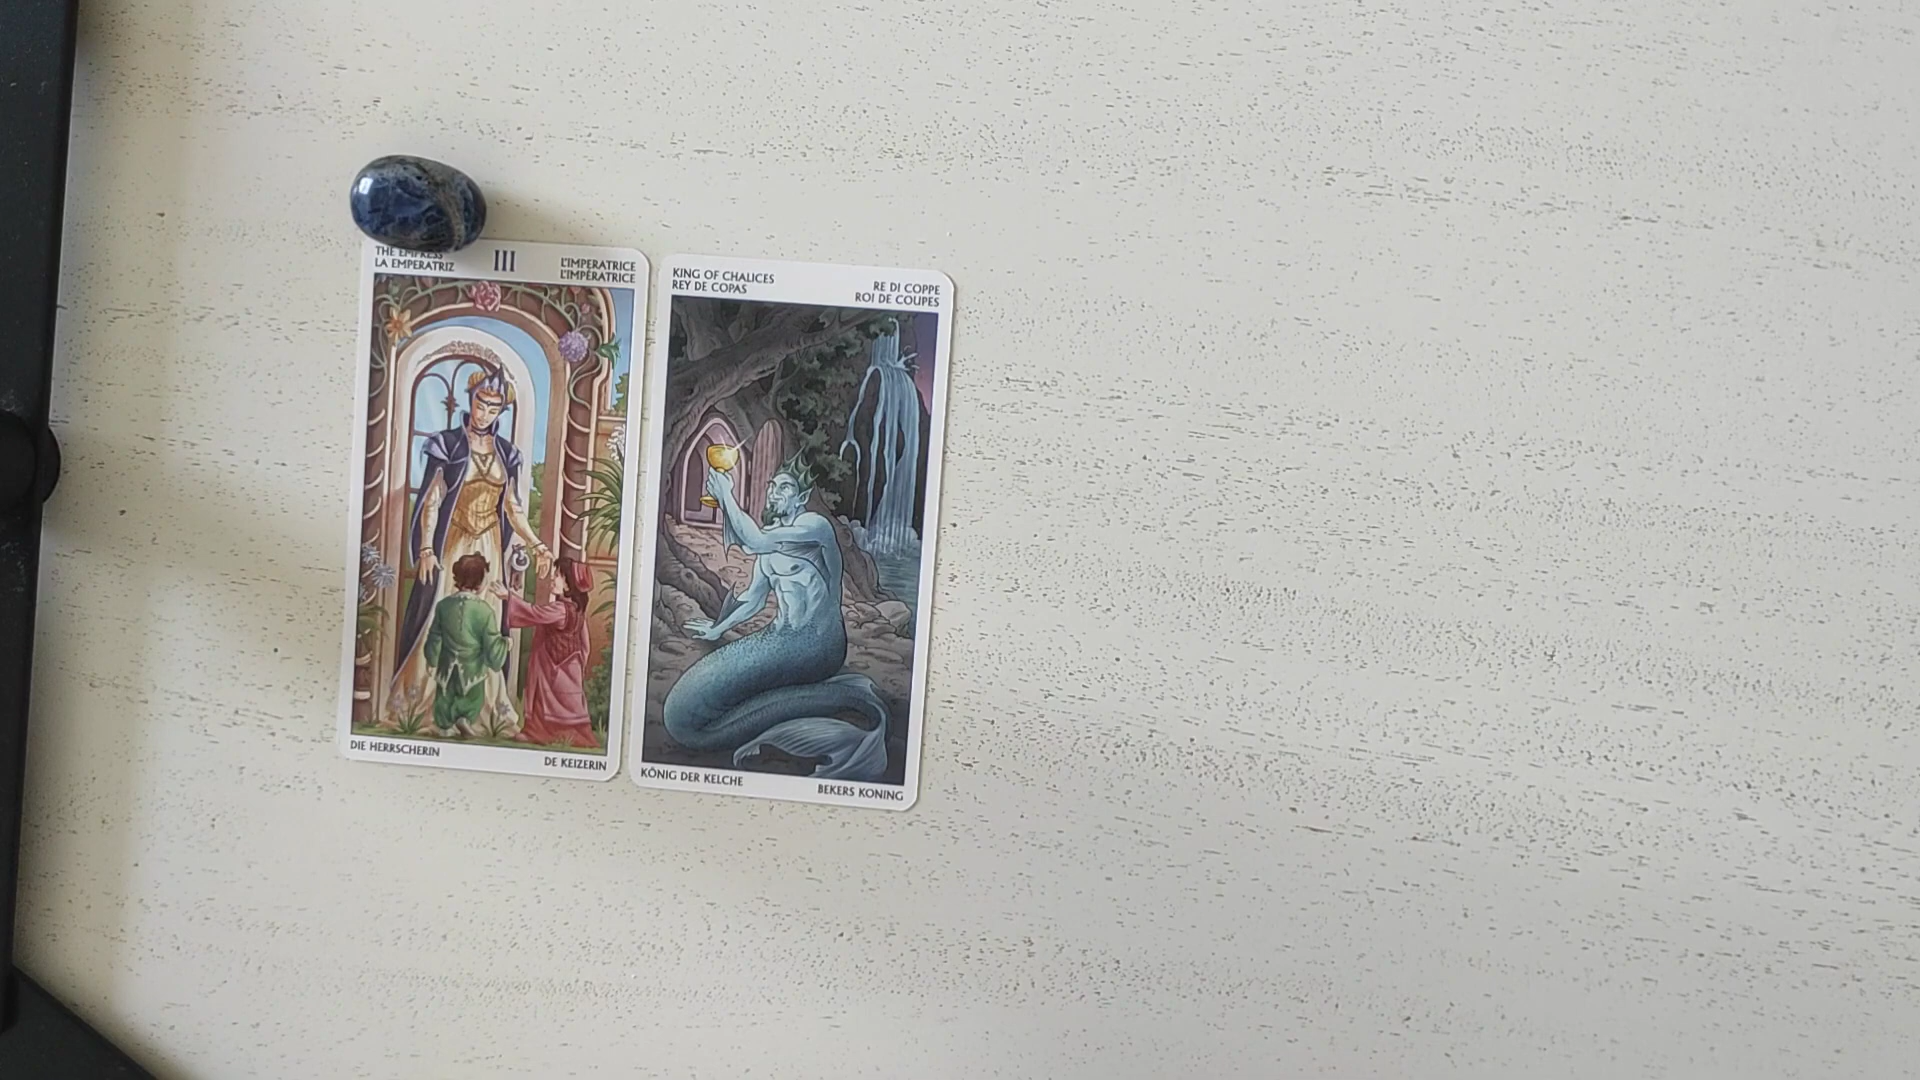 THE EMPRESS
LA EMPERATRIZ
III
L'IMPERATRICE
L'IMPÉRATRICE
DIE HERRSCHERIN
DE KEIZERIN
KING OF CHALICES
REY DE COPAS
RE DI COPPE
ROI DE COUPES
KÖNIG DER KELCHE
BEKERS KONING